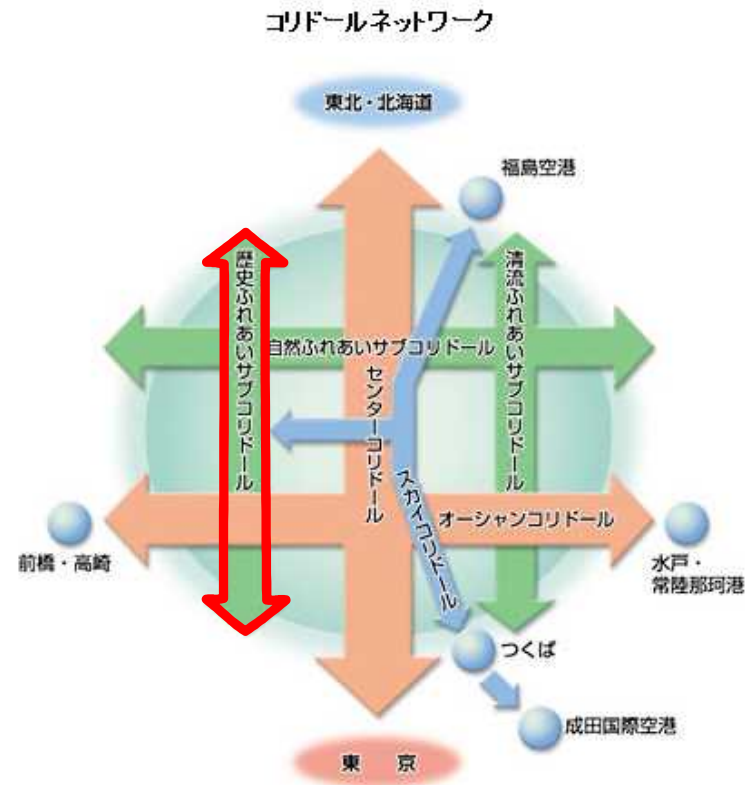 コリドールネットワーク
東北・北海道
福島空港
歴史ふれあいサブコリドール
清流ふれあいサブコリドール
自然ふれあいサブコリドール
センターコリドール
スカイコリドール
オーシャンコリドール
前橋・高崎
水戸・
常陸那珂港
つくば
成田国際空港
東　京